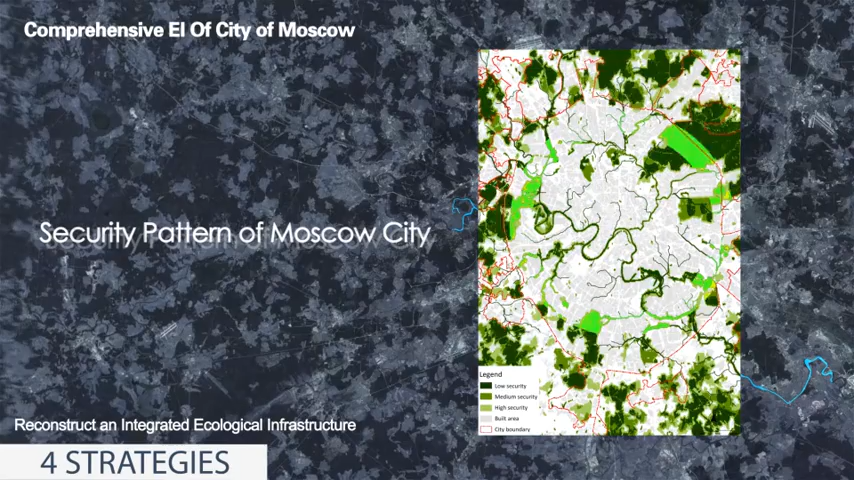 Comprehensive EI Of City of Moscow
Security Pattern of Moscow City
Legend
Low security
Medium security
High security
Built area
City boundary
Reconstruct an Integrated Ecological Infrastructure
4 STRATEGIES